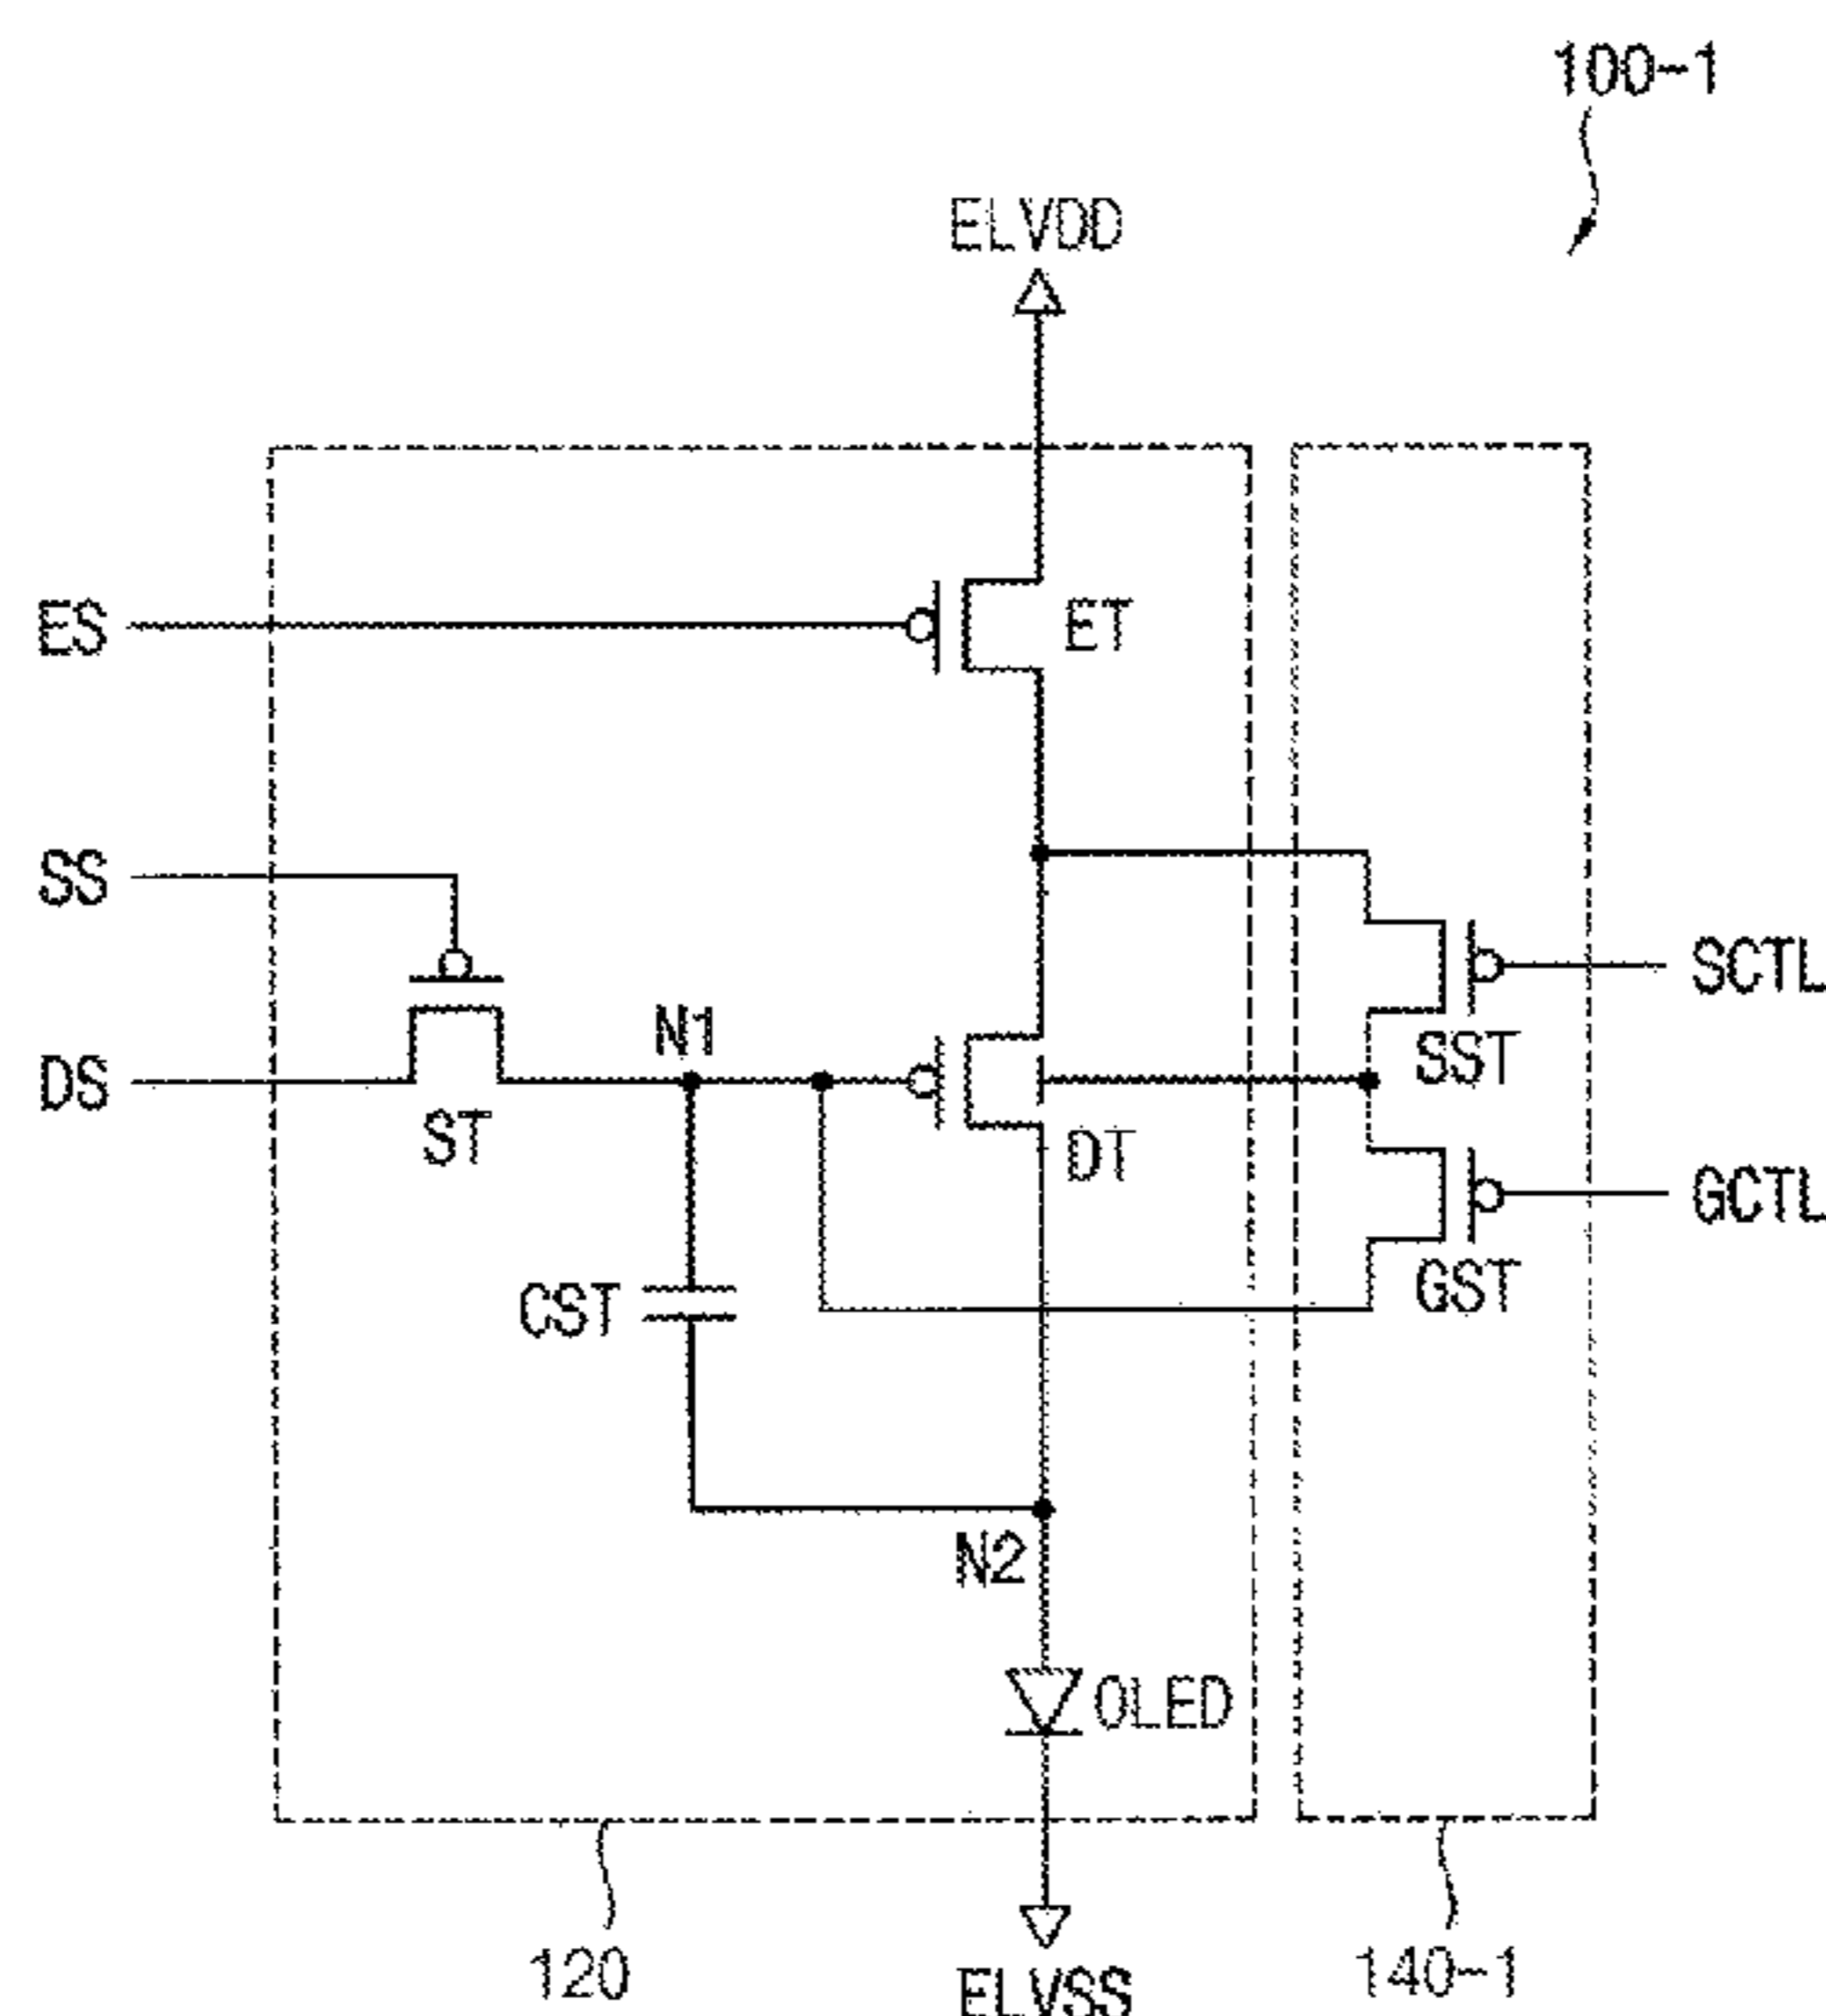 100-1
ELVDD
ES
ET
SS
SCTL
N1
SST
DS
ST
DT
GCTL
CST
GST
N2
OLED
120
140-1
ELVSS